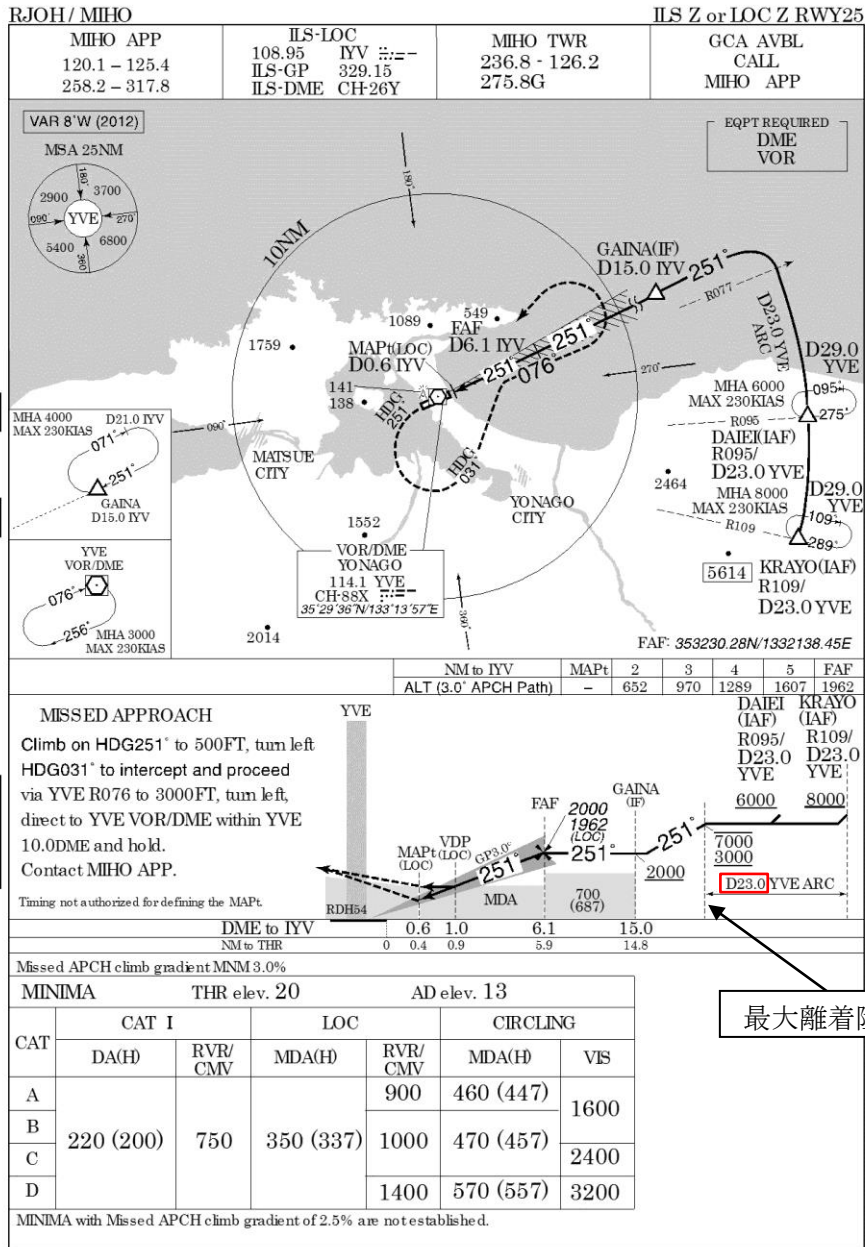 RJOH / MIHO
ILS Z or LOC Z RWY25
MIHO APP
120.1 – 125.4
258.2 – 317.8
ILS-LOC
108.95 IYV
ILS-GP 329.15
ILS-DME CH-26Y
MIHO TWR
236.8 - 126.2
275.8G
GCA AVBL
CALL
MIHO APP
VAR 8°W (2012)
MSA 25NM
180°
2900
3700
090°
YVE
270°
5400
6800
360°
EQPT REQUIRED
DME
VOR
10NM
180°
GAINA(IF)
D15.0 IYV
251°
R077
D23.0 YVE
ARC
1089
549
FAF
D6.1 IYV
251°
1759
MAPt(LOC)
D0.6 IYV
251°
076°
270°
D29.0
YVE
141
138
HDG
251
MHA 6000
MAX 230KIAS
095°
275°
R095
DAIEI(IAF)
R095/
D23.0 YVE
MHA 4000
MAX 230KIAS
D21.0 IYV
071°
251°
GAINA
D15.0 IYV
090°
MATSUE
CITY
HDG
031°
YONAGO
CITY
2464
MHA 8000
MAX 230KIAS
D29.0
YVE
R109
109°
289°
1552
VOR/DME
YONAGO
114.1 YVE
CH-88X
35°29'36"N/133°13'57"E
360°
5614
KRAYO(IAF)
R109/
D23.0 YVE
YVE
VOR/DME
076°
256°
MHA 3000
MAX 230KIAS
2014
FAF: 353230.28N/1332138.45E
NM to IYV MAPt 2 3 4 5 FAF
ALT (3.0° APCH Path) – 652 970 1289 1607 1962
MISSED APPROACH
Climb on HDG251° to 500FT, turn left
HDG031° to intercept and proceed
via YVE R076 to 3000FT, turn left,
direct to YVE VOR/DME within YVE
10.0DME and hold.
Contact MIHO APP.
Timing not authorized for defining the MAPt.
YVE
DAIEI
(IAF)
R095/
D23.0
YVE
KRAYO
(IAF)
R109/
D23.0
YVE
6000
8000
GAINA
(IF)
FAF
2000
1962
(LOC)
VDP
(LOC)
MAPt
(LOC)
GP3.0°
251°
251°
251°
7000
3000
2000
D23.0 YVE ARC
MDA
700
(687)
RDH54
DME to IYV 0.6 1.0 6.1 15.0
NM to THR 0 0.4 0.9 5.9 14.8
Missed APCH climb gradient MNM 3.0%
MINIMA THR elev. 20 AD elev. 13
最大離着陸
CAT
CAT I
LOC
CIRCLING
DA(H)
RVR/
CMV
MDA(H)
RVR/
CMV
MDA(H)
VIS
A 900 460 (447) 1600
B 220 (200) 750 350 (337) 1000 470 (457)
C 2400
D 1400 570 (557) 3200
MINIMA with Missed APCH climb gradient of 2.5% are not established.